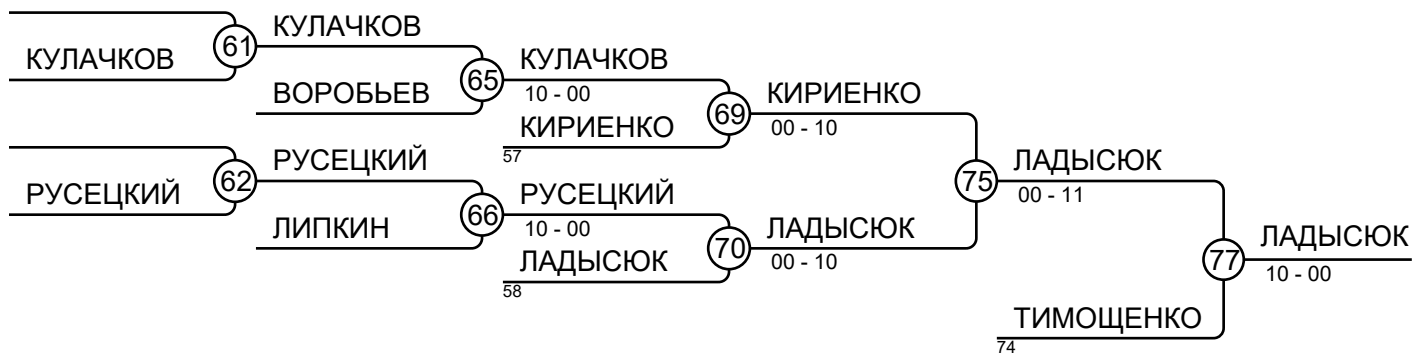 КУЛАЧКОВ
61
КУЛАЧКОВ
ВОРОБЬЕВ
65
КУЛАЧКОВ
10 - 00
КИРИЕНКО
57
69
КИРИЕНКО
00 - 10
РУСЕЦКИЙ
62
РУСЕЦКИЙ
ЛИПКИН
66
РУСЕЦКИЙ
10 - 00
ЛАДЫСЮК
58
70
ЛАДЫСЮК
00 - 10
75
ЛАДЫСЮК
00 - 11
ТИМОЩЕНКО
74
77
ЛАДЫСЮК
10 - 00